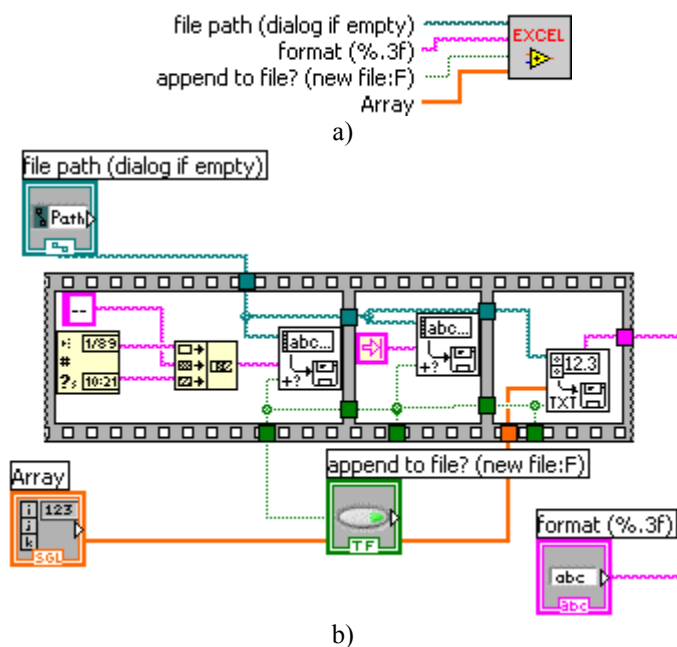 file path (dialog if empty)
format (%.3f)
append to file? (new file:F)
Array
EXCEL
a)
file path (dialog if empty)
Path
--
1/89
#
?s 10:21
abc...
+?
abc...
+?
12.3
TXT
Array
i
j
k
123
SGL
append to file? (new file:F)
TF
format (%.3f)
abc
abc
b)